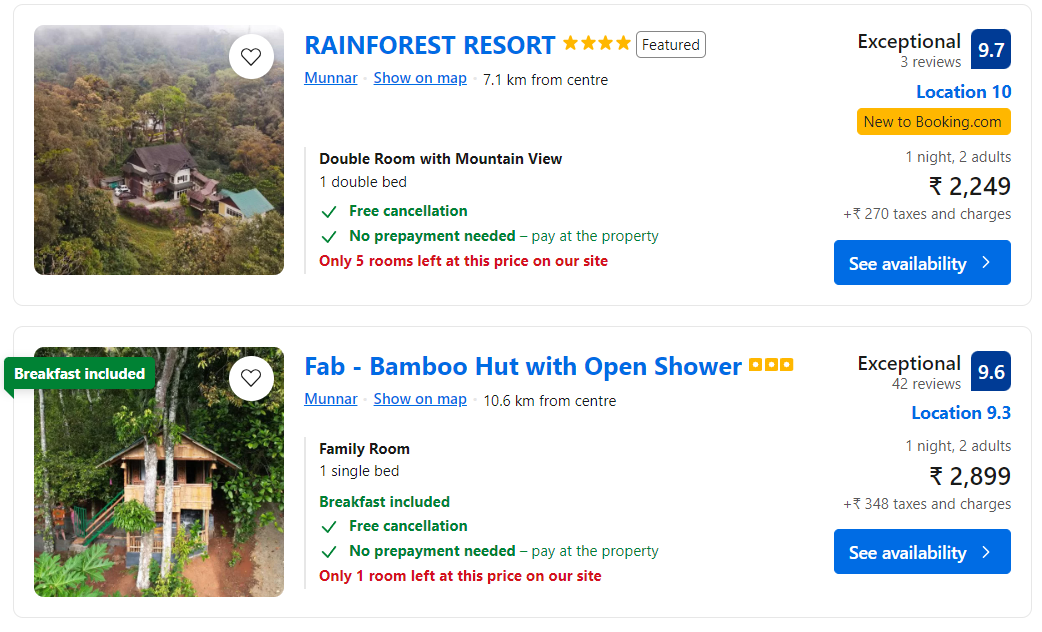 RAINFOREST RESORT Featured
Munnar Show on map 7.1 km from centre
Exceptional 9.7
3 reviews
Location 10
New to Booking.com
Double Room with Mountain View
1 double bed
Free cancellation
No prepayment needed – pay at the property
Only 5 rooms left at this price on our site
1 night, 2 adults
₹ 2,249
+₹ 270 taxes and charges
See availability
Breakfast included
Fab - Bamboo Hut with Open Shower
Munnar Show on map 10.6 km from centre
Exceptional 9.6
42 reviews
Location 9.3
Family Room
1 single bed
Breakfast included
Free cancellation
No prepayment needed – pay at the property
Only 1 room left at this price on our site
1 night, 2 adults
₹ 2,899
+₹ 348 taxes and charges
See availability